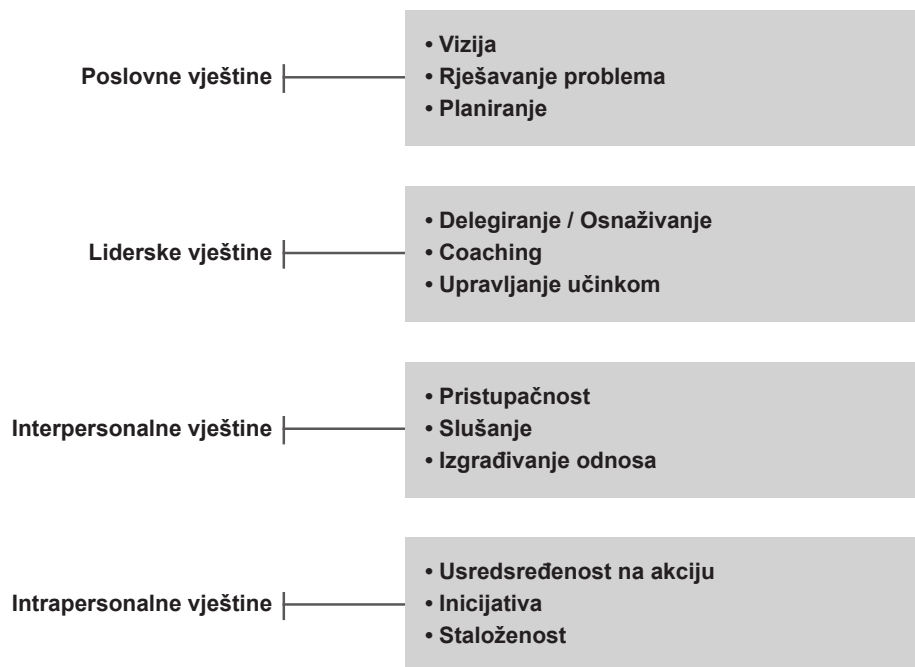 Poslovne vještine
• Vizija
• Rješavanje problema
• Planiranje
Liderske vještine
• Delegiranje / Osnaživanje
• Coaching
• Upravljanje učinkom
Interpersonalne vještine
• Pristupačnost
• Slušanje
• Izgrađivanje odnosa
Intrapersonalne vještine
• Usredsređenost na akciju
• Inicijativa
• Staloženost